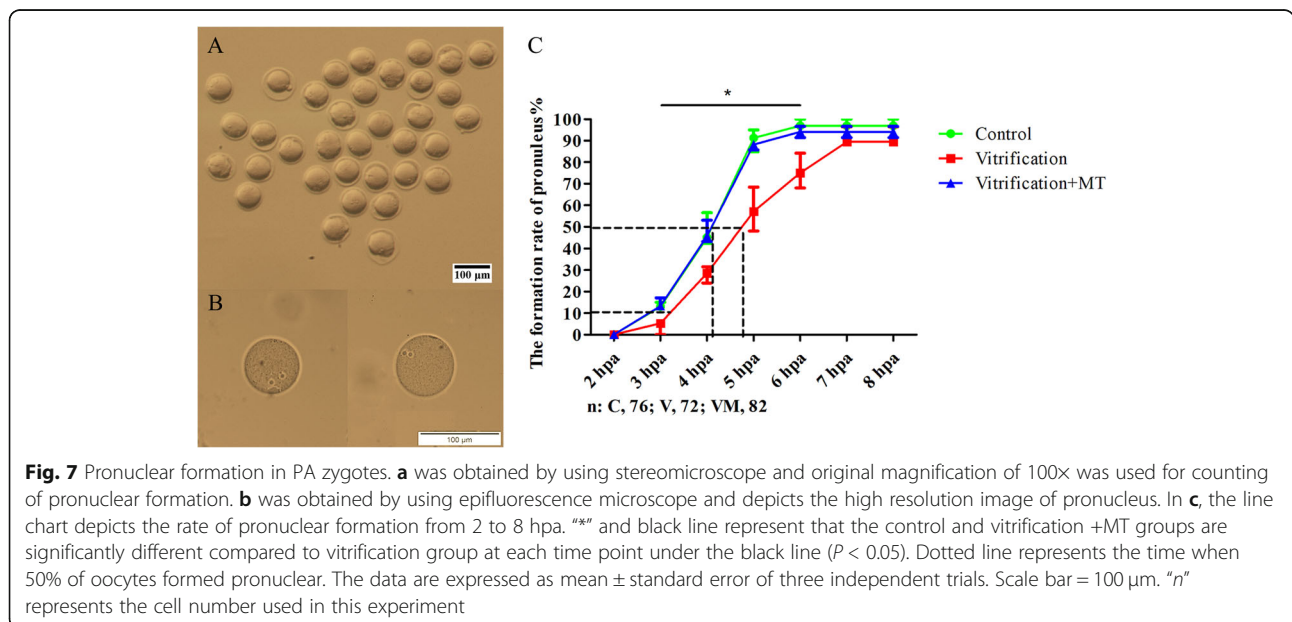 A
100 µm
B
100 µm
C
*
The formation rate of pronuleus%
100
90
80
70
60
50
40
30
20
10
0
2 hpa
3 hpa
4 hpa
5 hpa
6 hpa
7 hpa
8 hpa
n: C, 76; V, 72; VM, 82
Control
Vitrification
Vitrification+MT
Fig. 7 Pronuclear formation in PA zygotes. a was obtained by using stereomicroscope and original magnification of 100× was used for counting
of pronuclear formation. b was obtained by using epifluorescence microscope and depicts the high resolution image of pronucleus. In c, the line
chart depicts the rate of pronuclear formation from 2 to 8 hpa. “*” and black line represent that the control and vitrification +MT groups are
significantly different compared to vitrification group at each time point under the black line (P < 0.05). Dotted line represents the time when
50% of oocytes formed pronuclear. The data are expressed as mean ± standard error of three independent trials. Scale bar = 100 μm. “n”
represents the cell number used in this experiment